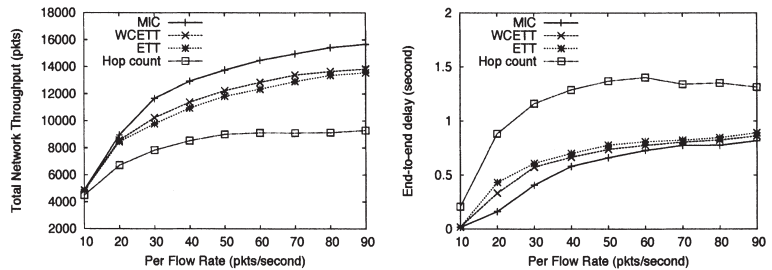 Total Network Throughput (pkts)
18000
16000
14000
12000
10000
8000
6000
4000
2000
MIC
WCETT
ETT
Hop count
10 20 30 40 50 60 70 80 90
Per Flow Rate (pkts/second)
End-to-end delay (second)
2
1.5
1
0.5
0
MIC
WCETT
ETT
Hop count
10 20 30 40 50 60 70 80 90
Per Flow Rate (pkts/second)